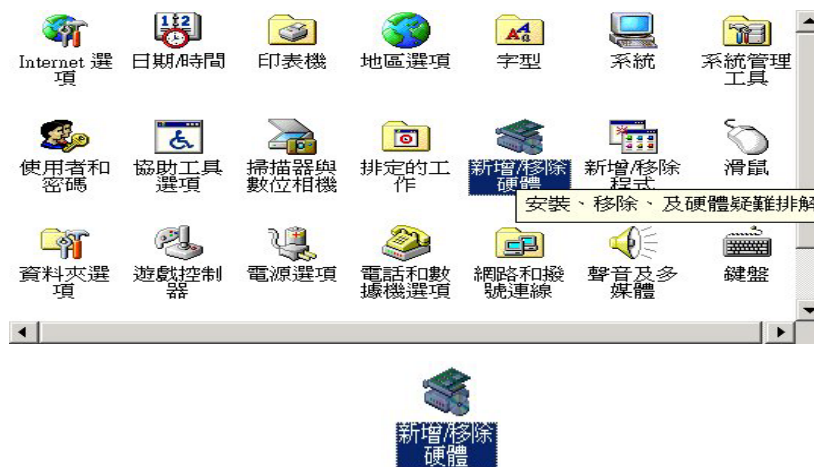 Internet 選
項
日期/時間
印表機
地區選項
字型
系統
系統管理
工具
使用者和
密碼
協助工具
選項
掃描器與
數位相機
排定的工
作
新增/移除
硬體
新增/移除
程式
滑鼠
安裝、移除、及硬體疑難排解
資料夾選
項
遊戲控制
器
電源選項
電話和數
據機選項
網路和撥
號連線
聲音及多
媒體
鍵盤
新增/移除
硬體